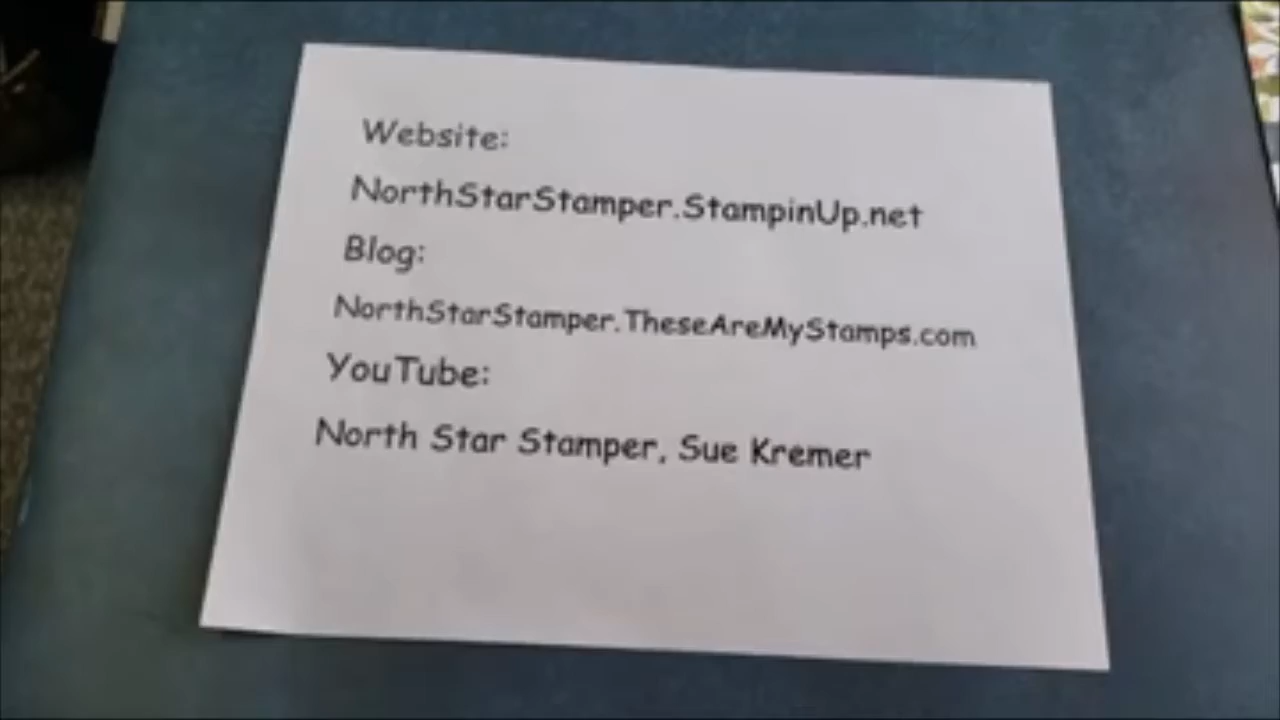 Website:
NorthStarStamper.StampinUp.net
Blog:
NorthStarStamper.TheseAreMyStamps.com
YouTube:
North Star Stamper, Sue Kremer